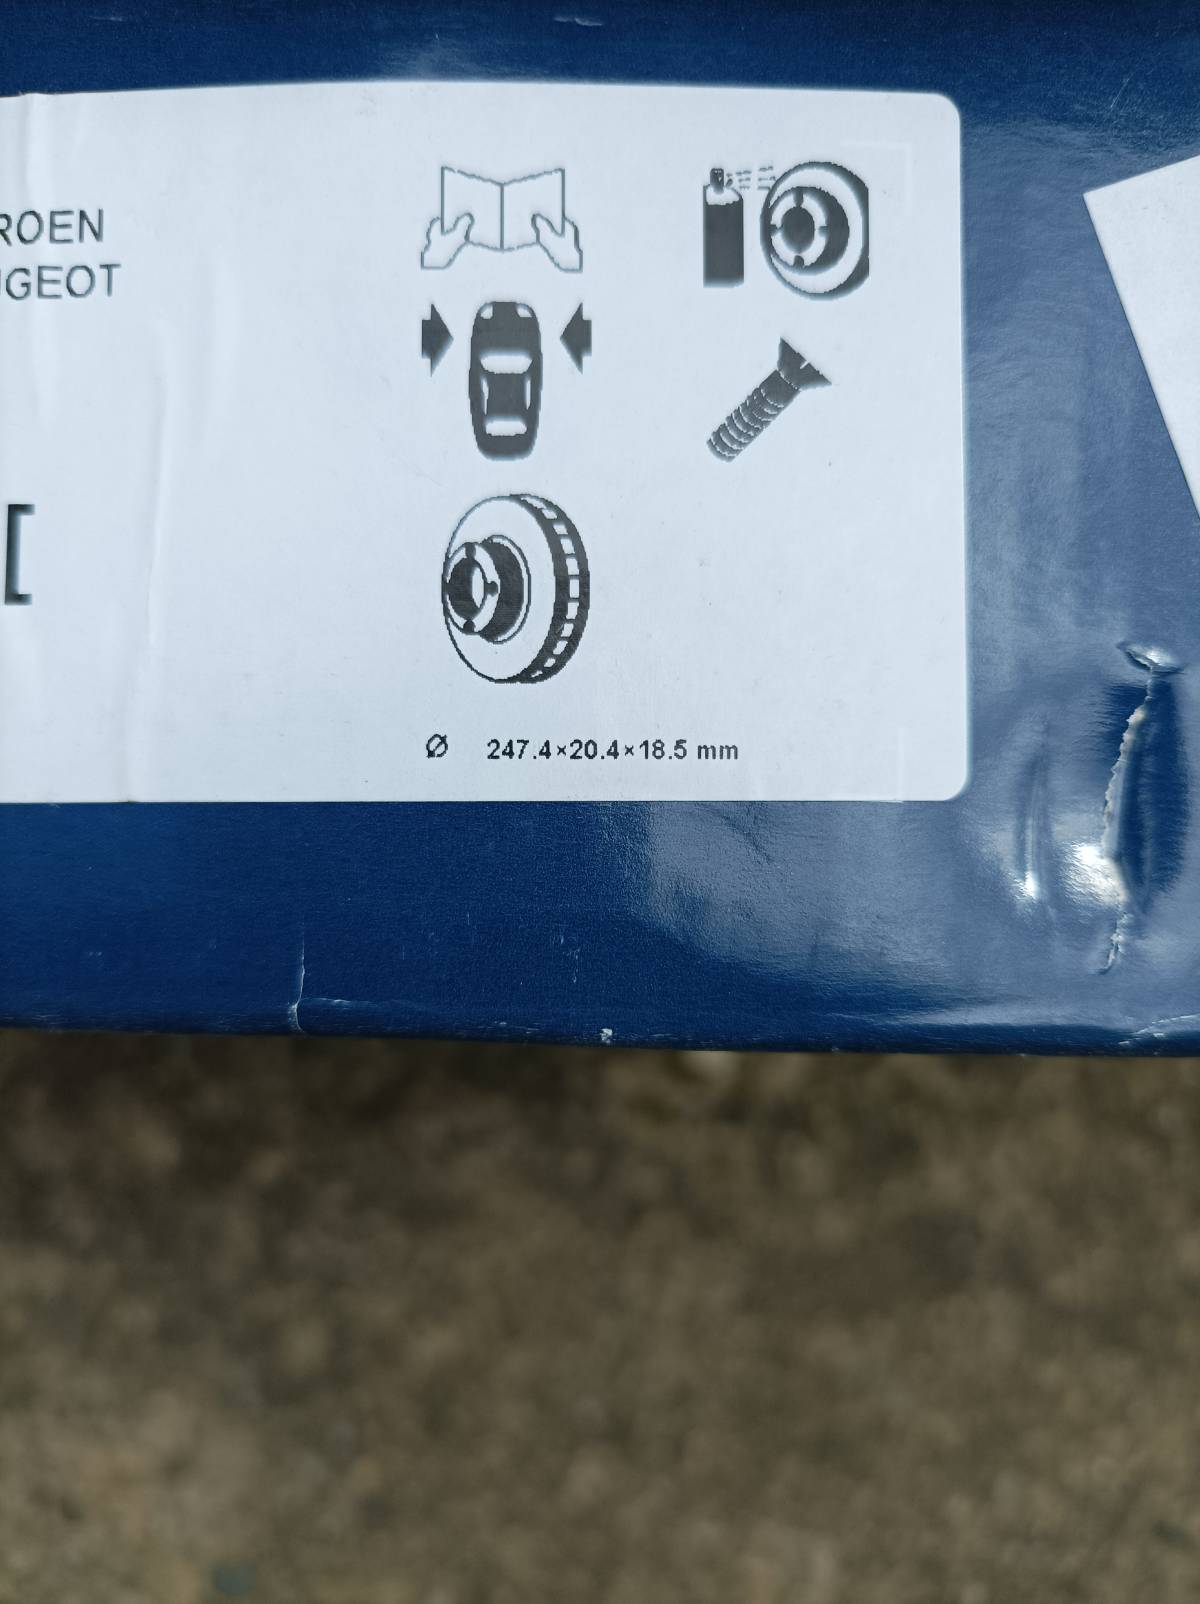 ROEN
GEOT
[
Ø 247.4×20.4×18.5 mm